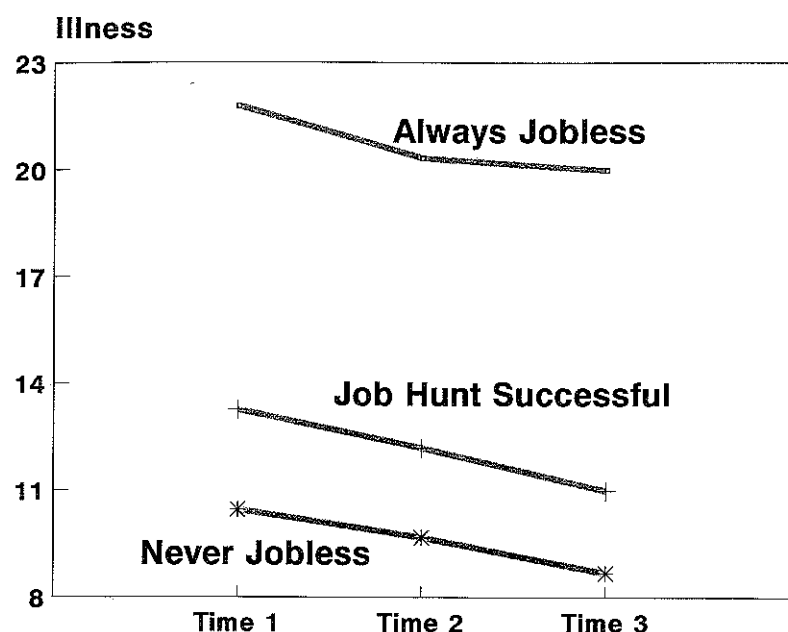 Illness
23
Always Jobless
20
17
Job Hunt Successful
14
11
Never Jobless
8
Time 1 Time 2 Time 3